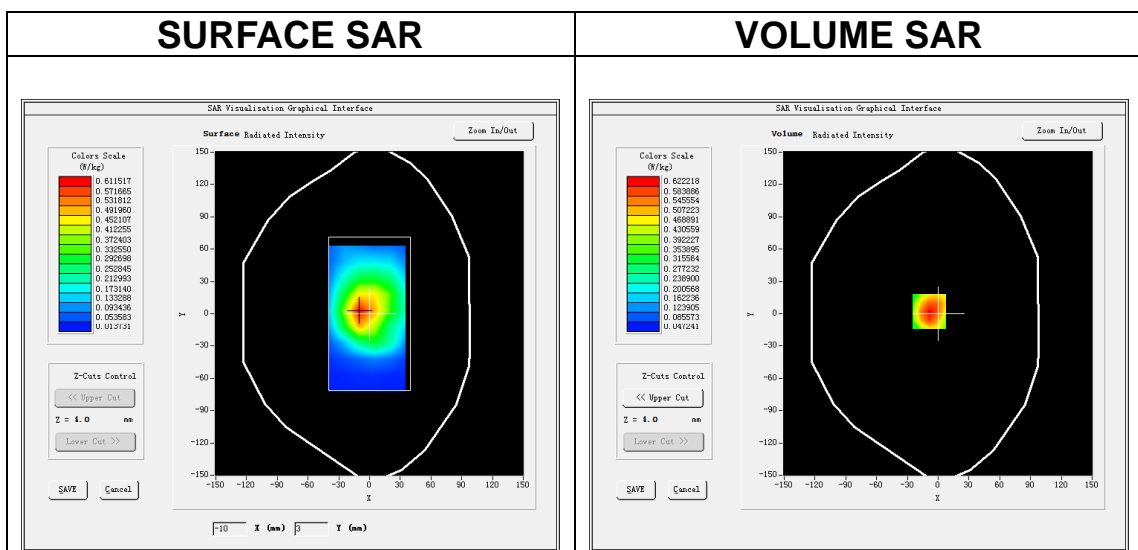 SURFACE SAR
VOLUME SAR
SAR Visualisation Graphical Interface
Surface Radiated Intensity
Zoom In/Out
Colors Scale
(W/kg)
0.611517
0.571665
0.531812
0.491960
0.452107
0.412255
0.372403
0.332550
0.292698
0.252845
0.212993
0.173140
0.133288
0.093436
0.053583
0.013731
Z-Cuts Control
<< Upper Cut
Z = 4.0 mm
Lower Cut >>
SAVE Cancel
150
120
90
60
30
0
-30
-60
-90
-120
-150
Y
-150 -120 -90 -60 -30 0 30 60 90 120 150
X
-10 X (mm) 3 Y (mm)
SAR Visualisation Graphical Interface
Volume Radiated Intensity
Zoom In/Out
Colors Scale
(W/kg)
0.622218
0.583886
0.545554
0.507223
0.468891
0.430559
0.392227
0.353895
0.315564
0.277232
0.238900
0.200568
0.162236
0.123905
0.085573
0.047241
Z-Cuts Control
<< Upper Cut
Z = 4.0 mm
Lower Cut >>
SAVE Cancel
150
120
90
60
30
0
-30
-60
-90
-120
-150
Y
-150 -120 -90 -60 -30 0 30 60 90 120 150
X